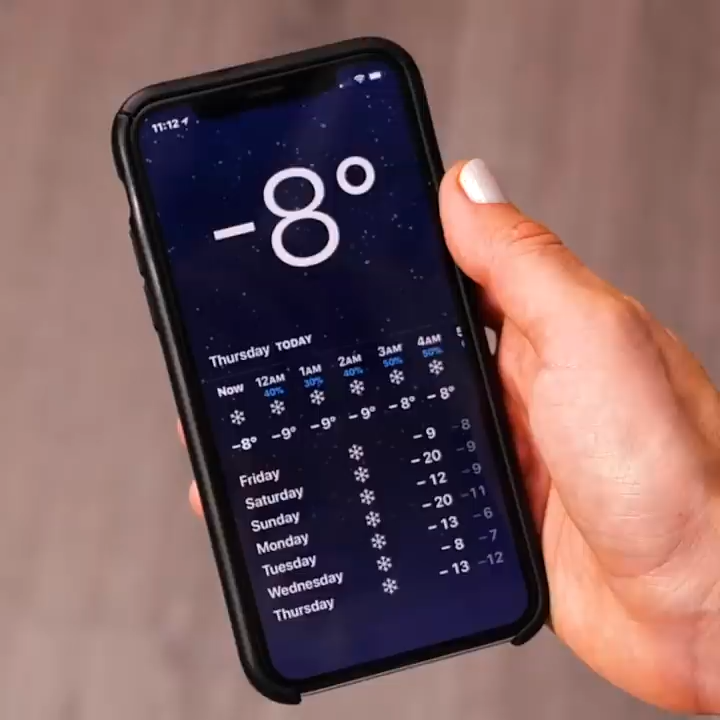 11:12
-8°
Thursday TODAY
Now 12AM 1AM 2AM 3AM 4AM
40% 30% 40% 50% 50%
-8° -9° -9° -9° -8° -8°
Friday -9 -8
Saturday -20 -9
Sunday -12 -9
Monday -20 -11
Tuesday -13 -6
Wednesday -8 -7
Thursday -13 -12